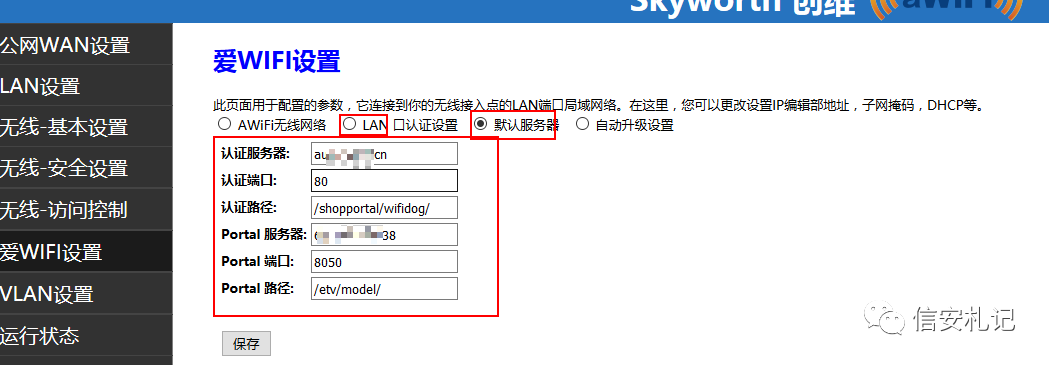 Skyworth 创维 aWiFi
公网WAN设置
LAN设置
无线-基本设置
无线-安全设置
无线-访问控制
爱WIFI设置
VLAN设置
运行状态
爱WIFI设置
此页面用于配置的参数，它连接到你的无线接入点的LAN端口局域网络。在这里，您可以更改设置IP编辑部地址，子网掩码，DHCP等。
AWiFi无线网络 LAN 口认证设置 默认服务器 自动升级设置
认证服务器: au cn
认证端口: 80
认证路径: /shopportal/wifidog/
Portal 服务器: 38
Portal 端口: 8050
Portal 路径: /etv/model/
保存
信安札记